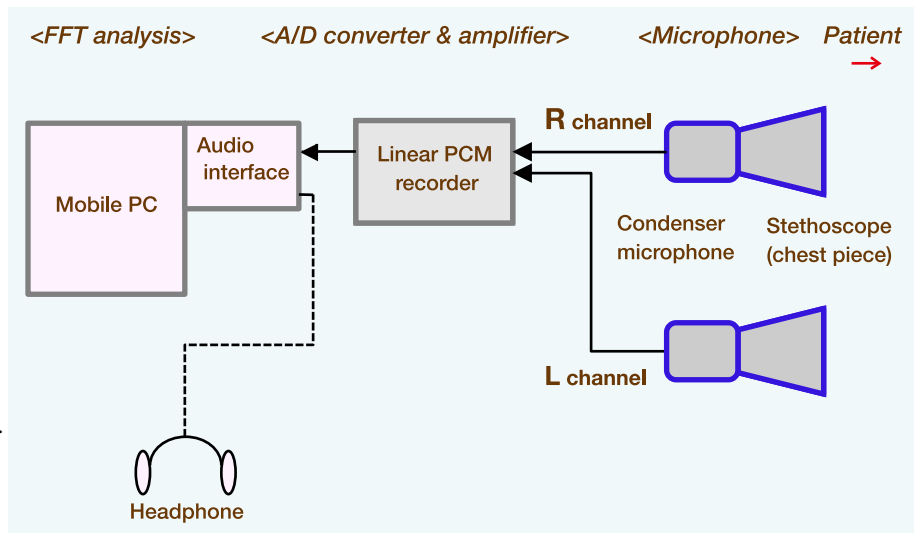 <FFT analysis>
<A/D converter & amplifier>
<Microphone>
Patient
Mobile PC
Audio
interface
Linear PCM
recorder
R channel
Condenser
microphone
Stethoscope
(chest piece)
L channel
Headphone